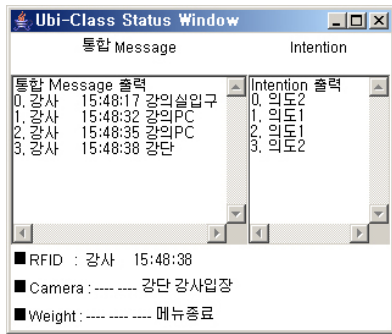 Ubi-Class Status Window
통합 Message
Intention
통합 Message 출력
0, 강사 15:48:17 강의실입구
1, 강사 15:48:32 강의PC
2, 강사 15:48:35 강의PC
3, 강사 15:48:38 강단
Intention 출력
0, 의도2
1, 의도1
2, 의도1
3, 의도2
■ RFID : 강사 15:48:38
■ Camera : ---- ---- 강단 강사입장
■ Weight : ---- ---- ---- 메뉴종료